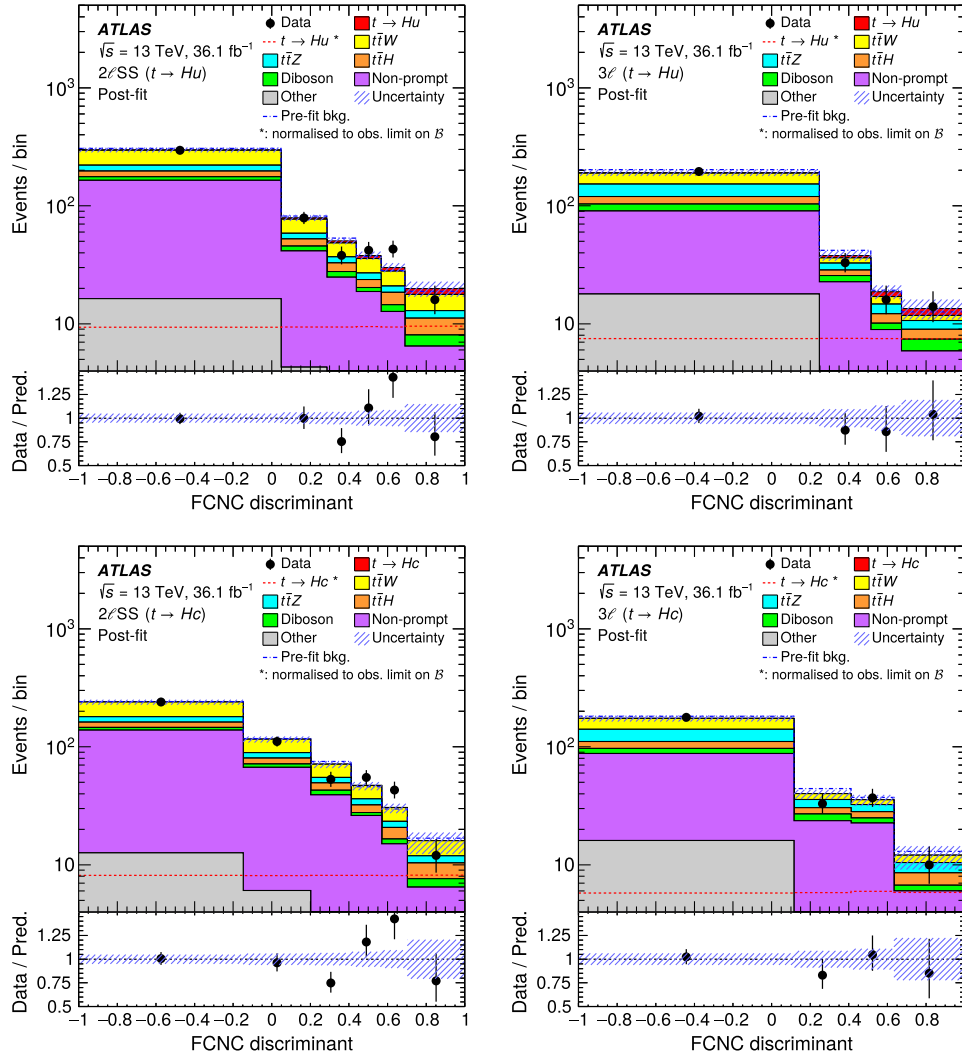 ATLAS
√s = 13 TeV, 36.1 fb⁻¹
2ℓSS (t → Hu)
Post-fit
Data
t → Hu
t → Hu *
tt̄W
tt̄Z
tt̄H
Diboson
Non-prompt
Other
Uncertainty
Pre-fit bkg.
*: normalised to obs. limit on ℬ
Events / bin
10³
10²
10
Data / Pred.
1.25
1
0.75
0.5
−1 −0.8 −0.6 −0.4 −0.2 0 0.2 0.4 0.6 0.8 1
FCNC discriminant
ATLAS
√s = 13 TeV, 36.1 fb⁻¹
3ℓ (t → Hu)
Post-fit
Data
t → Hu
t → Hu *
tt̄W
tt̄Z
tt̄H
Diboson
Non-prompt
Other
Uncertainty
Pre-fit bkg.
*: normalised to obs. limit on ℬ
Events / bin
10³
10²
10
Data / Pred.
1.25
1
0.75
0.5
−1 −0.8 −0.6 −0.4 −0.2 0 0.2 0.4 0.6 0.8 1
FCNC discriminant
ATLAS
√s = 13 TeV, 36.1 fb⁻¹
2ℓSS (t → Hc)
Post-fit
Data
t → Hc
t → Hc *
tt̄W
tt̄Z
tt̄H
Diboson
Non-prompt
Other
Uncertainty
Pre-fit bkg.
*: normalised to obs. limit on ℬ
Events / bin
10³
10²
10
Data / Pred.
1.25
1
0.75
0.5
−1 −0.8 −0.6 −0.4 −0.2 0 0.2 0.4 0.6 0.8 1
FCNC discriminant
ATLAS
√s = 13 TeV, 36.1 fb⁻¹
3ℓ (t → Hc)
Post-fit
Data
t → Hc
t → Hc *
tt̄W
tt̄Z
tt̄H
Diboson
Non-prompt
Other
Uncertainty
Pre-fit bkg.
*: normalised to obs. limit on ℬ
Events / bin
10³
10²
10
Data / Pred.
1.25
1
0.75
0.5
−1 −0.8 −0.6 −0.4 −0.2 0 0.2 0.4 0.6 0.8 1
FCNC discriminant